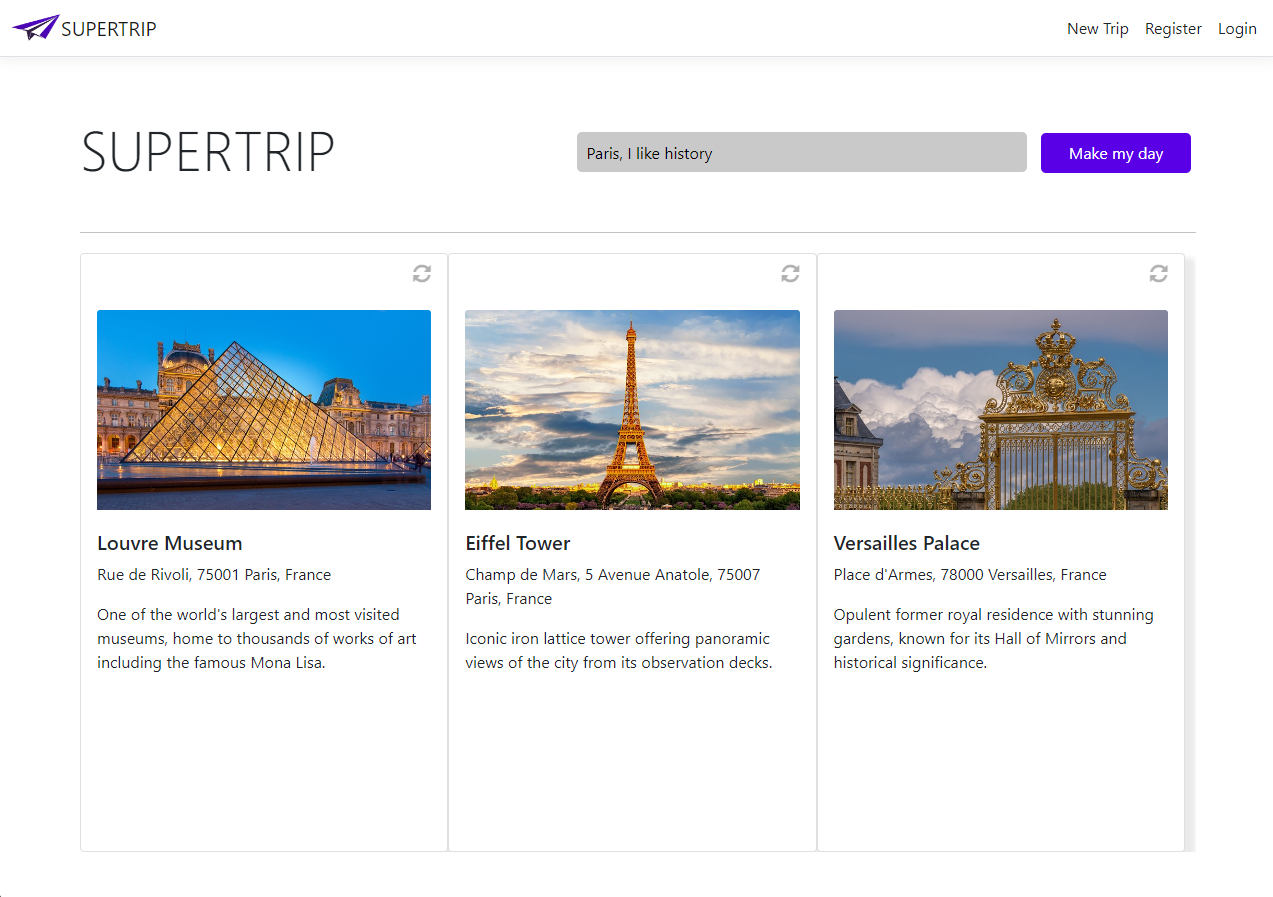 SUPERTRIP
New Trip Register Login
SUPERTRIP
Paris, I like history
Make my day
Louvre Museum
Rue de Rivoli, 75001 Paris, France
One of the world's largest and most visited
museums, home to thousands of works of art
including the famous Mona Lisa.
Eiffel Tower
Champ de Mars, 5 Avenue Anatole, 75007
Paris, France
Iconic iron lattice tower offering panoramic
views of the city from its observation decks.
Versailles Palace
Place d'Armes, 78000 Versailles, France
Opulent former royal residence with stunning
gardens, known for its Hall of Mirrors and
historical significance.